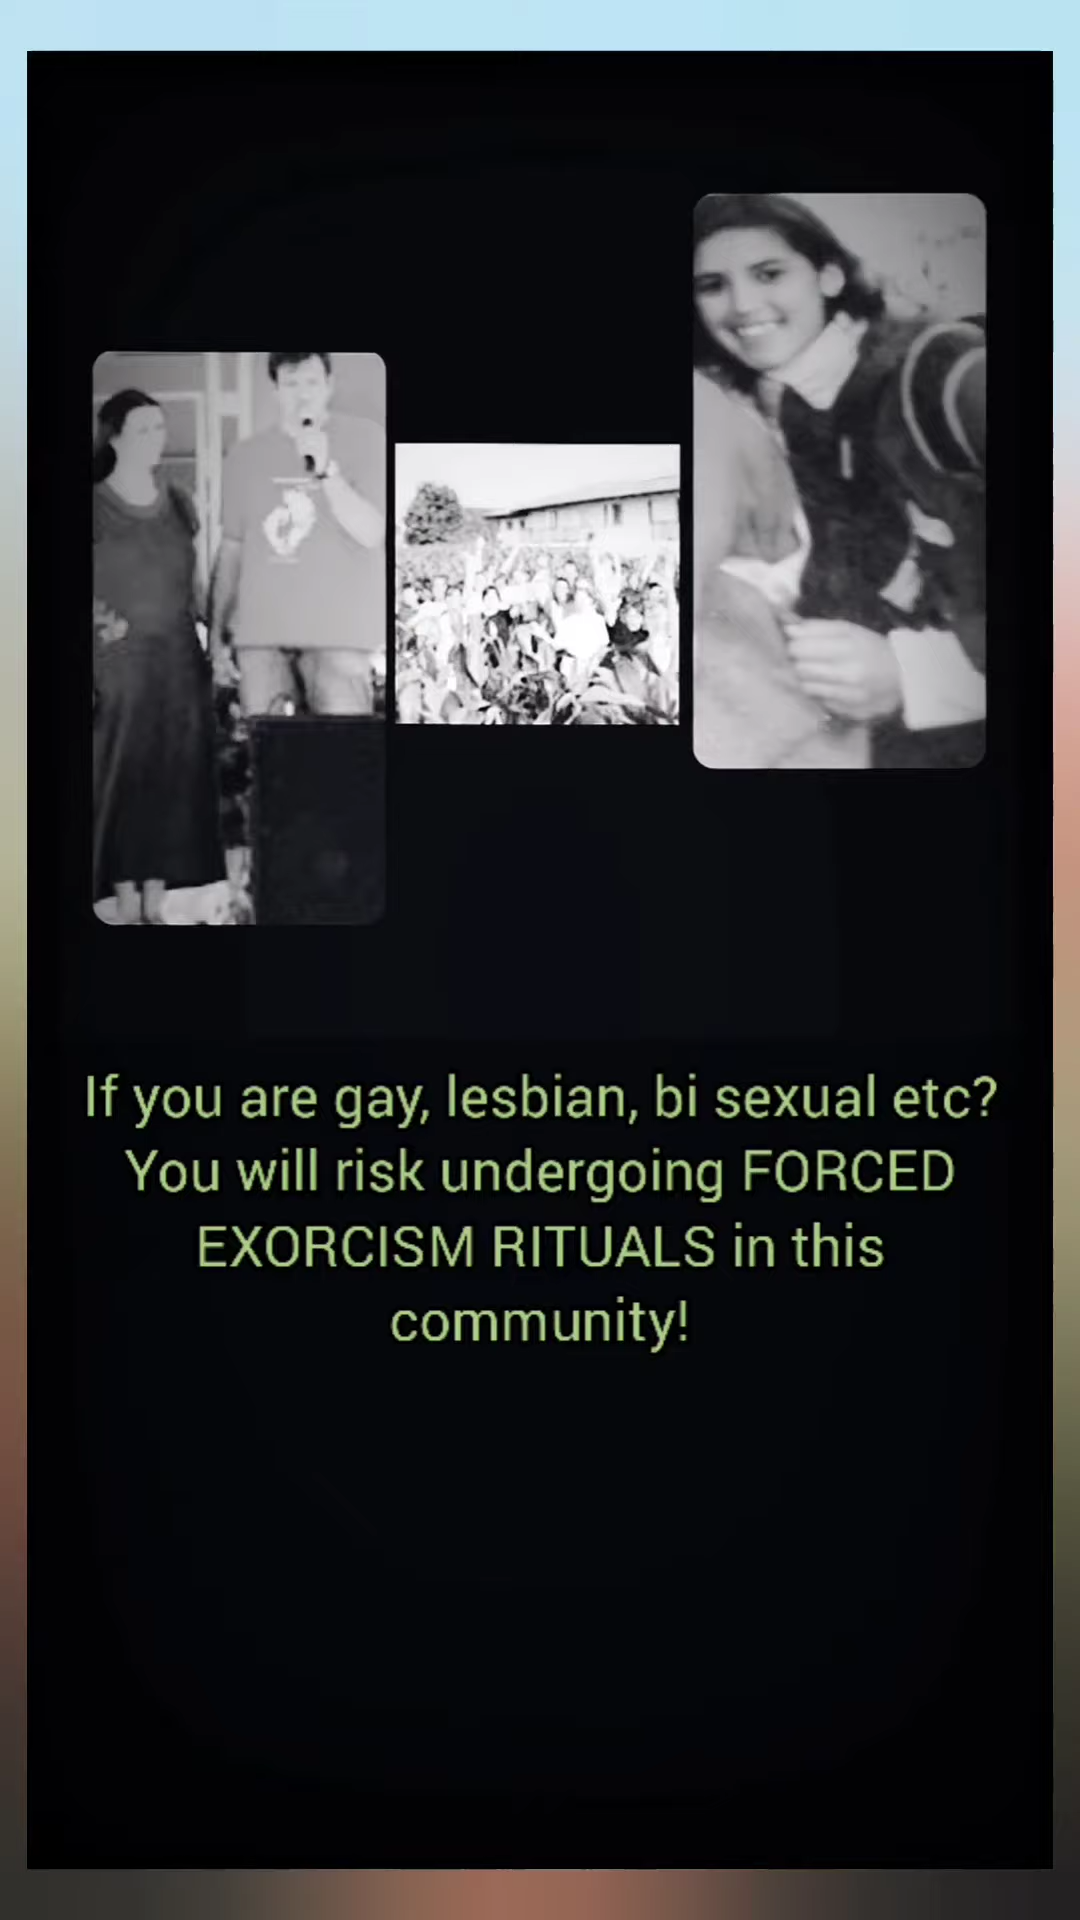 If you are gay, lesbian, bi sexual etc?
You will risk undergoing FORCED
EXORCISM RITUALS in this
community!